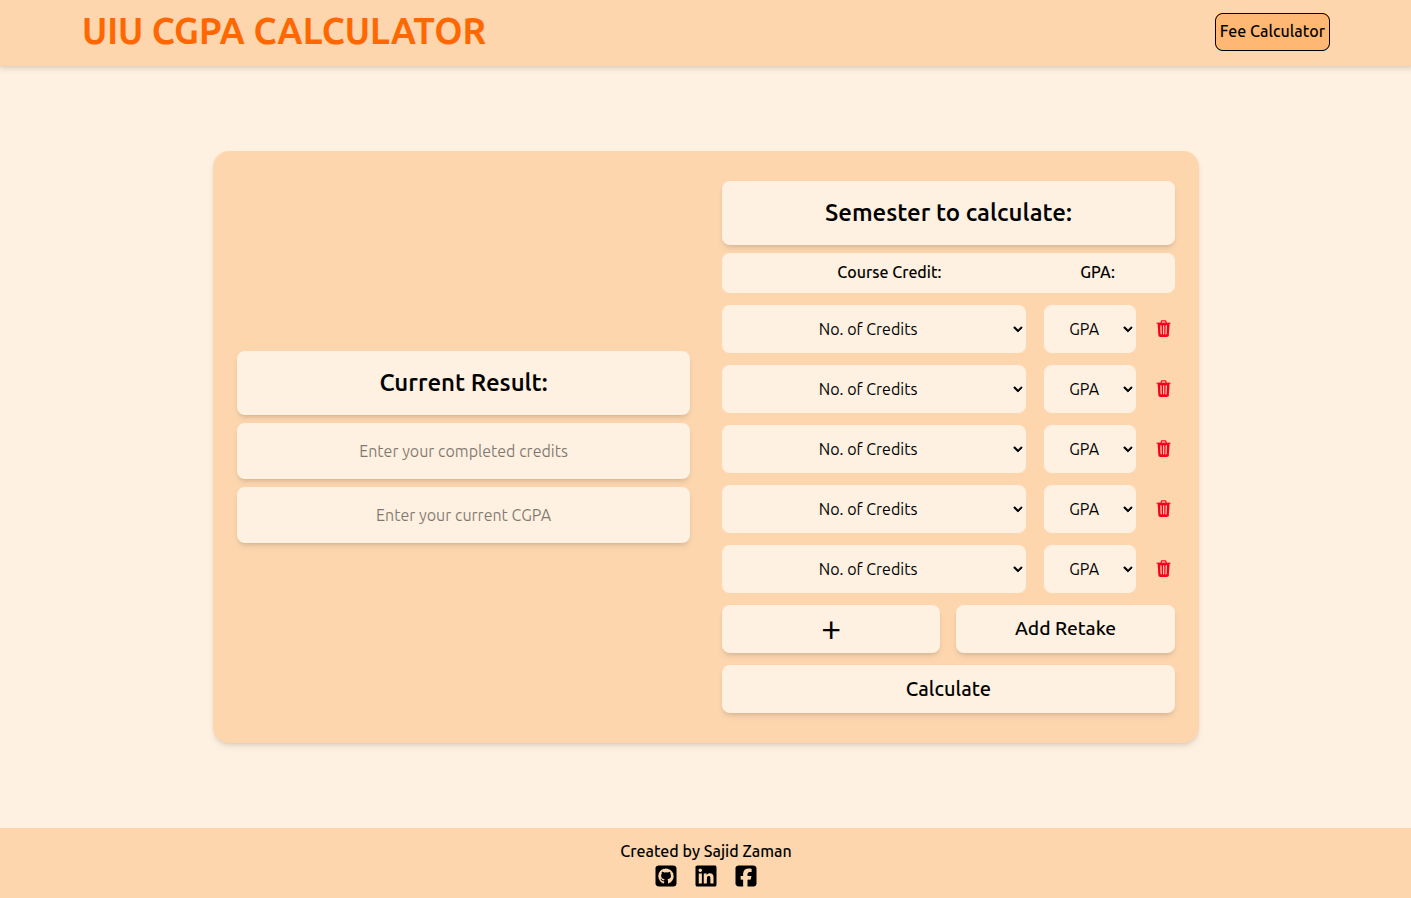 UIU CGPA CALCULATOR
Fee Calculator
Current Result:
Enter your completed credits
Enter your current CGPA
Semester to calculate:
Course Credit: GPA:
No. of Credits GPA
No. of Credits GPA
No. of Credits GPA
No. of Credits GPA
No. of Credits GPA
+ Add Retake
Calculate
Created by Sajid Zaman